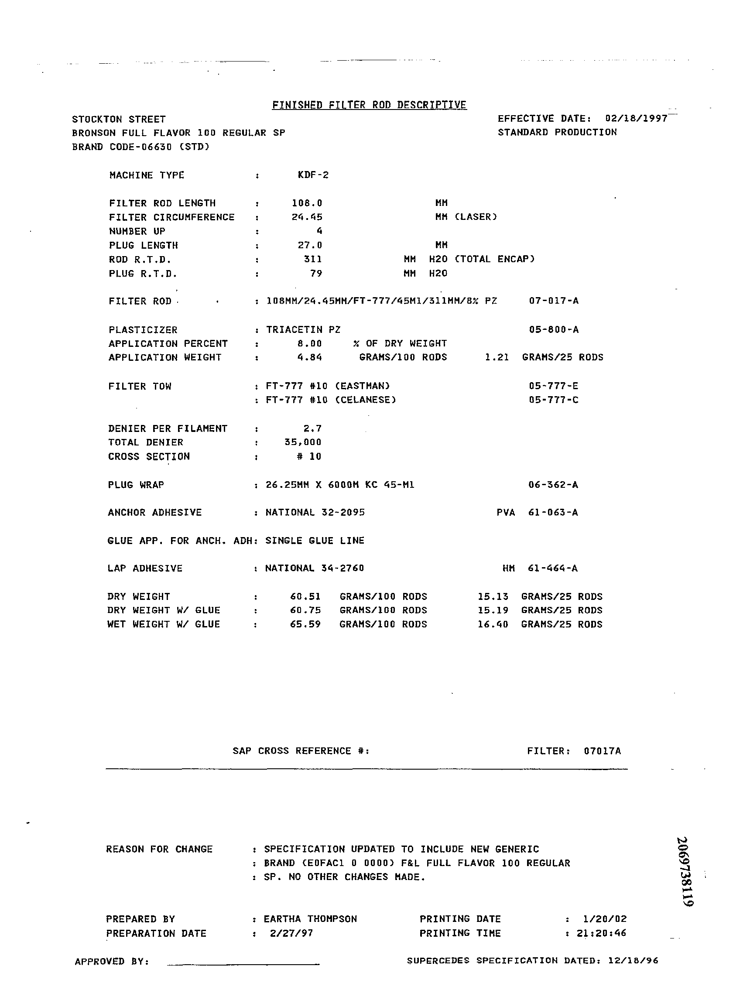 FINISHED FILTER ROD DESCRIPTIVE
STOCKTON STREET EFFECTIVE DATE: 02/18/1997
BRONSON FULL FLAVOR 100 REGULAR SP STANDARD PRODUCTION
BRAND CODE-06630 (STD)
MACHINE TYPE : KDF-2
FILTER ROD LENGTH : 108.0 MM
FILTER CIRCUMFERENCE : 24.45 MM (LASER)
NUMBER UP : 4
PLUG LENGTH : 27.0 MM
ROD R.T.D. : 311 MM H2O (TOTAL ENCAP)
PLUG R.T.D. : 79 MM H2O
FILTER ROD : 108MM/24.45MM/FT-777/45M1/311MM/8% PZ 07-017-A
PLASTICIZER : TRIACETIN PZ 05-800-A
APPLICATION PERCENT : 8.00 % OF DRY WEIGHT
APPLICATION WEIGHT : 4.84 GRAMS/100 RODS 1.21 GRAMS/25 RODS
FILTER TOW : FT-777 #10 (EASTMAN) 05-777-E
: FT-777 #10 (CELANESE) 05-777-C
DENIER PER FILAMENT : 2.7
TOTAL DENIER : 35,000
CROSS SECTION : # 10
PLUG WRAP : 26.25MM X 6000M KC 45-M1 06-362-A
ANCHOR ADHESIVE : NATIONAL 32-2095 PVA 61-063-A
GLUE APP. FOR ANCH. ADH: SINGLE GLUE LINE
LAP ADHESIVE : NATIONAL 34-2760 HM 61-464-A
DRY WEIGHT : 60.51 GRAMS/100 RODS 15.13 GRAMS/25 RODS
DRY WEIGHT W/ GLUE : 60.75 GRAMS/100 RODS 15.19 GRAMS/25 RODS
WET WEIGHT W/ GLUE : 65.59 GRAMS/100 RODS 16.40 GRAMS/25 RODS
SAP CROSS REFERENCE #: FILTER: 07017A
REASON FOR CHANGE : SPECIFICATION UPDATED TO INCLUDE NEW GENERIC
: BRAND (E0FAC1 0 0000) F&L FULL FLAVOR 100 REGULAR
: SP. NO OTHER CHANGES MADE.
2069738119
PREPARED BY : EARTHA THOMPSON PRINTING DATE : 1/20/02
PREPARATION DATE : 2/27/97 PRINTING TIME : 21:20:46
APPROVED BY: SUPERCEDES SPECIFICATION DATED: 12/18/96